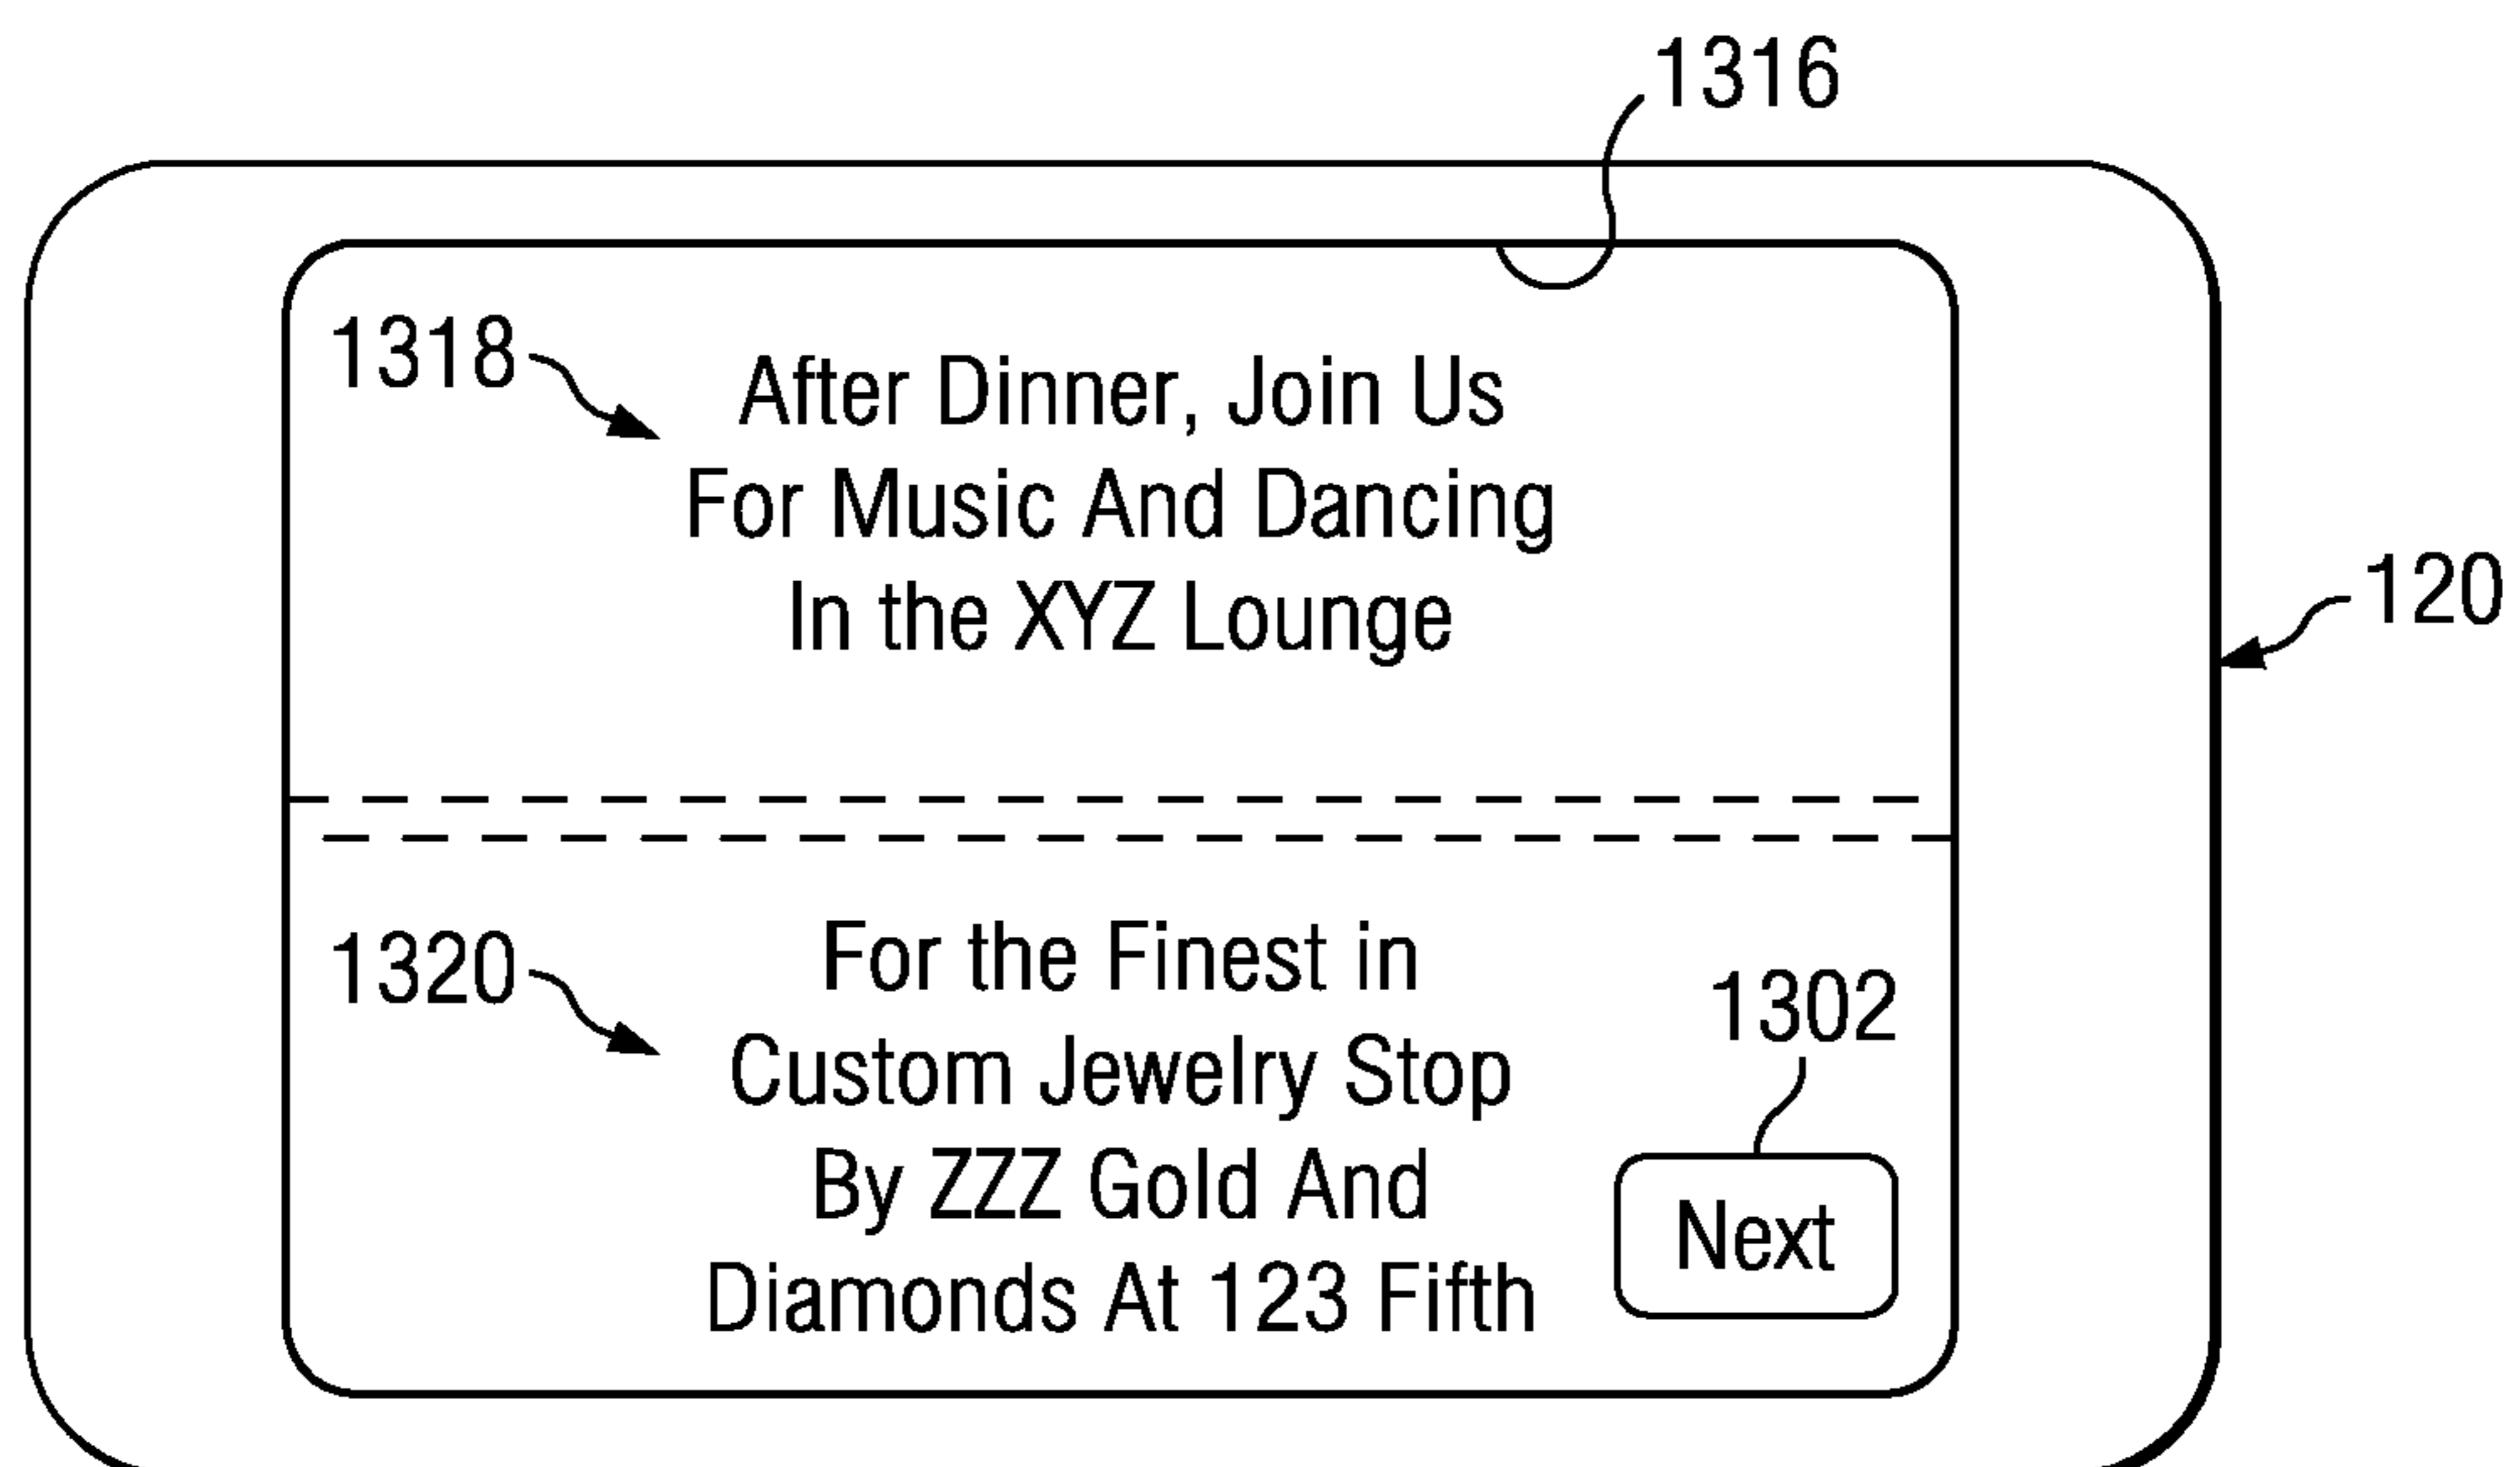 1316
1318
After Dinner, Join Us
For Music And Dancing
In the XYZ Lounge
120
1320
For the Finest in
Custom Jewelry Stop
By ZZZ Gold And
Diamonds At 123 Fifth
1302
Next